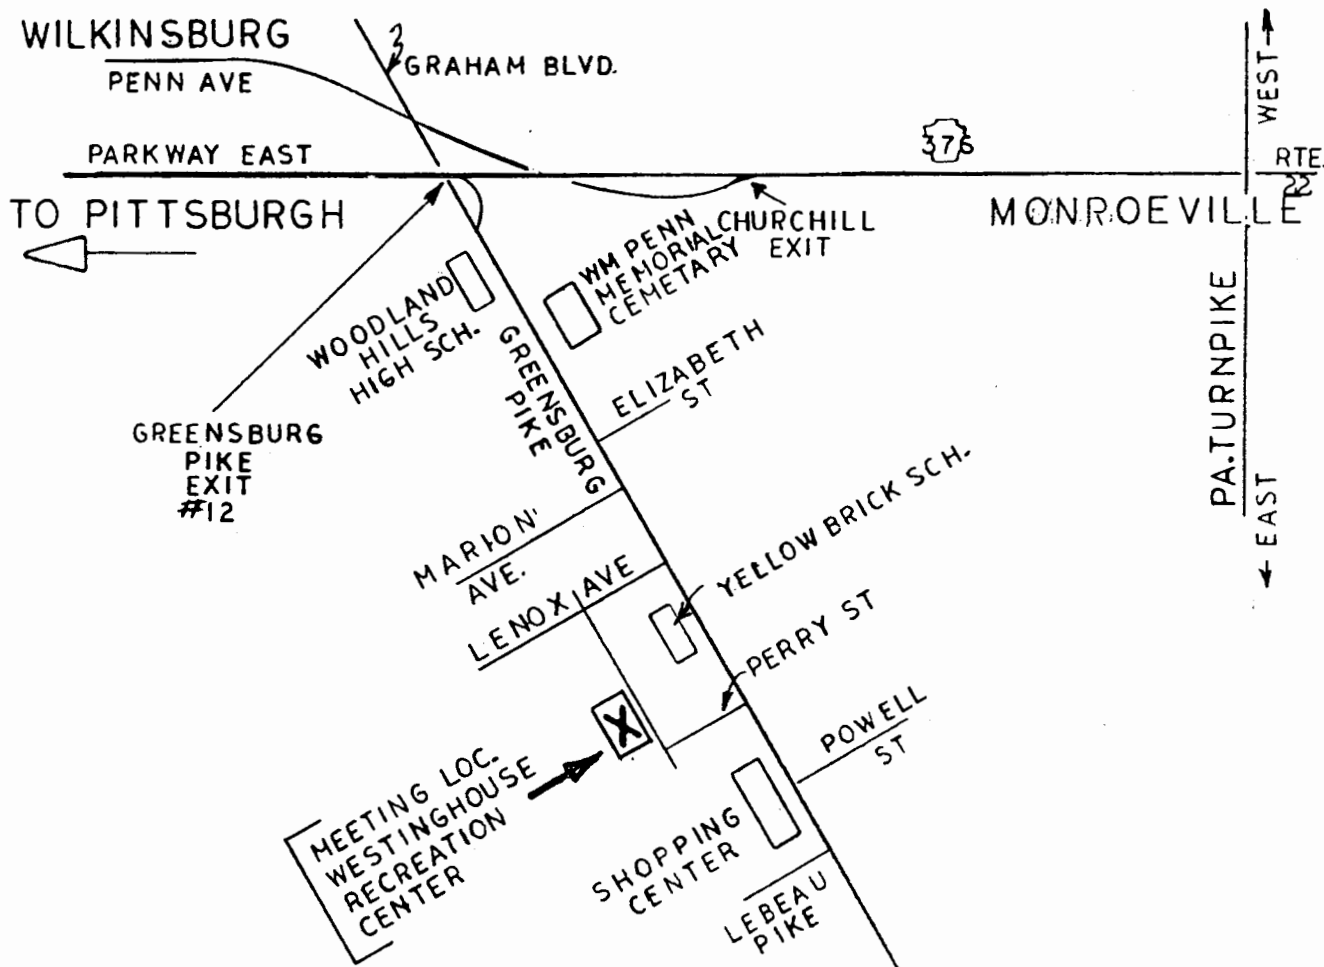 WILKINSBURG
PENN AVE
3
GRAHAM BLVD.
WEST
PARKWAY EAST
376
RTE.
22
TO PITTSBURGH
CHURCHILL
EXIT
MONROEVILLE
WM PENN
MEMORIAL
CEMETARY
WOODLAND
HILLS
HIGH SCH.
GREENSBURG
PIKE
ELIZABETH
ST
PA. TURNPIKE
EAST
GREENSBURG
PIKE
EXIT
#12
MARION
AVE.
LENOX AVE
YELLOW BRICK SCH.
PERRY ST
POWELL
ST
X
MEETING LOC.
WESTINGHOUSE
RECREATION
CENTER
SHOPPING
CENTER
LEBEAU
PIKE